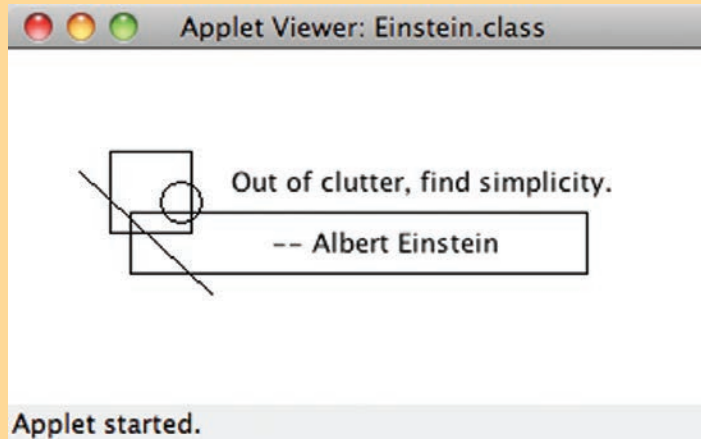 Applet Viewer: Einstein.class
Out of clutter, find simplicity.
-- Albert Einstein
Applet started.